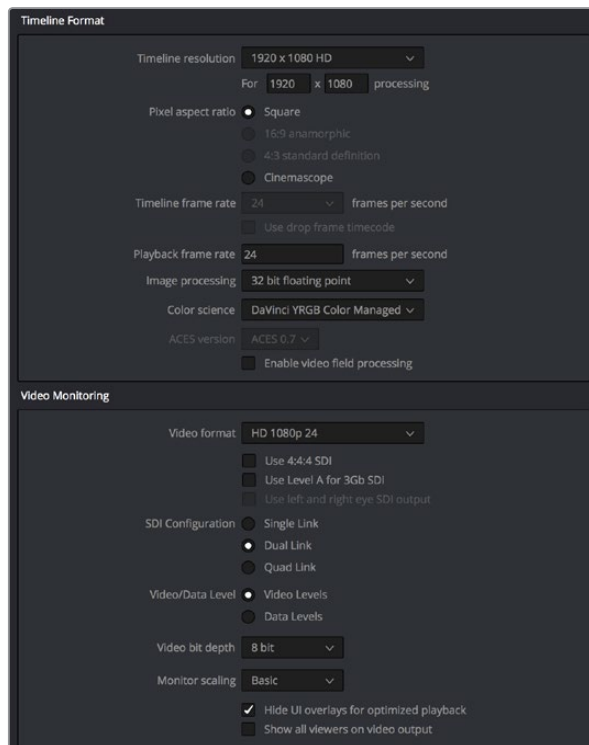 Timeline Format
Timeline resolution 1920 x 1080 HD
For 1920 x 1080 processing
Pixel aspect ratio Square
16:9 anamorphic
4:3 standard definition
Cinemascope
Timeline frame rate 24 frames per second
Use drop frame timecode
Playback frame rate 24 frames per second
Image processing 32 bit floating point
Color science DaVinci YRGB Color Managed
ACES version ACES 0.7
Enable video field processing
Video Monitoring
Video format HD 1080p 24
Use 4:4:4 SDI
Use Level A for 3Gb SDI
Use left and right eye SDI output
SDI Configuration Single Link
Dual Link
Quad Link
Video/Data Level Video Levels
Data Levels
Video bit depth 8 bit
Monitor scaling Basic
Hide UI overlays for optimized playback
Show all viewers on video output